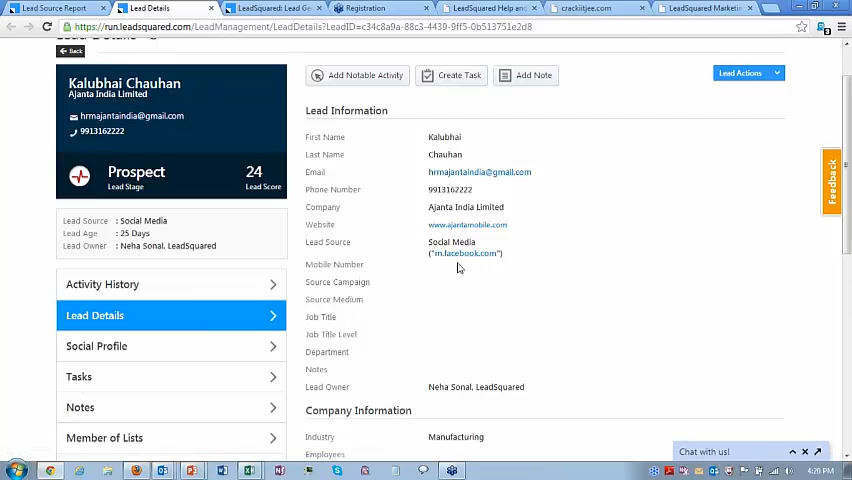 Lead Source Report
Lead Details
LeadSquared: Lead Ge
Registration
LeadSquared Help and
crackiitjee.com
LeadSquared Marketin
https://run.leadsquared.com/LeadManagement/LeadDetails?LeadID=c34c8a9a-88c3-4439-9ff5-0b513751e2d8
Back
Kalubhai Chauhan
Ajanta India Limited
hrmajantaindia@gmail.com
9913162222
Prospect
Lead Stage
24
Lead Score
Lead Source : Social Media
Lead Age : 25 Days
Lead Owner : Neha Sonal, LeadSquared
Activity History
Lead Details
Social Profile
Tasks
Notes
Member of Lists
Add Notable Activity
Create Task
Add Note
Lead Actions
Lead Information
First Name Kalubhai
Last Name Chauhan
Email hrmajantaindia@gmail.com
Phone Number 9913162222
Company Ajanta India Limited
Website www.ajantamobile.com
Lead Source Social Media
("m.facebook.com")
Mobile Number
Source Campaign
Source Medium
Job Title
Job Title Level
Department
Notes
Lead Owner Neha Sonal, LeadSquared
Company Information
Industry Manufacturing
Employees
Feedback
Chat with us!
4:20 PM